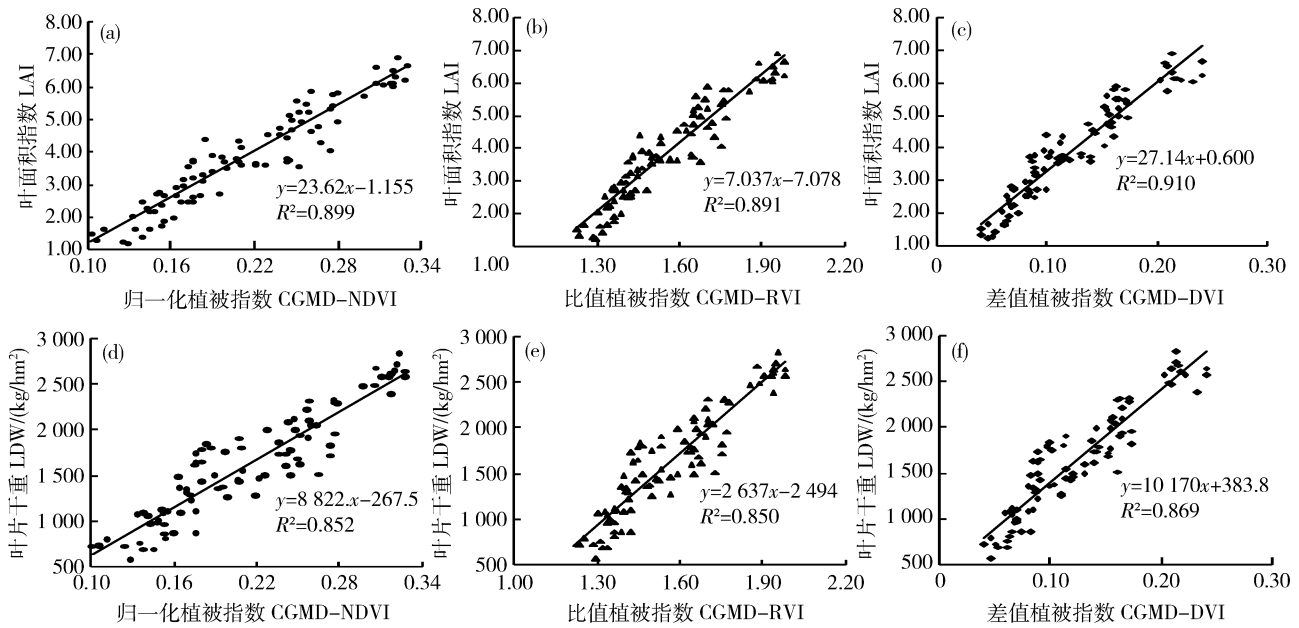 (a)
8.00
7.00
6.00
5.00
4.00
3.00
2.00
1.00
叶面积指数 LAI
y=23.62x-1.155
R²=0.899
0.10 0.16 0.22 0.28 0.34
归一化植被指数 CGMD-NDVI
(b)
8.00
7.00
6.00
5.00
4.00
3.00
2.00
1.00
叶面积指数 LAI
y=7.037x-7.078
R²=0.891
1.30 1.60 1.90 2.20
比值植被指数 CGMD-RVI
(c)
8.00
7.00
6.00
5.00
4.00
3.00
2.00
1.00
叶面积指数 LAI
y=27.14x+0.600
R²=0.910
0 0.10 0.20 0.30
差值植被指数 CGMD-DVI
(d)
3 000
2 500
2 000
1 500
1 000
500
叶片干重 LDW/(kg/hm²)
y=8 822.x-267.5
R²=0.852
0.10 0.16 0.22 0.28 0.34
归一化植被指数 CGMD-NDVI
(e)
3 000
2 500
2 000
1 500
1 000
500
叶片干重 LDW/(kg/hm²)
y=2 637x-2 494
R²=0.850
1.00 1.30 1.60 1.90 2.20
比值植被指数 CGMD-RVI
(f)
3 000
2 500
2 000
1 500
1 000
500
叶片干重 LDW/(kg/hm²)
y=10 170x+383.8
R²=0.869
0 0.10 0.20 0.30
差值植被指数 CGMD-DVI